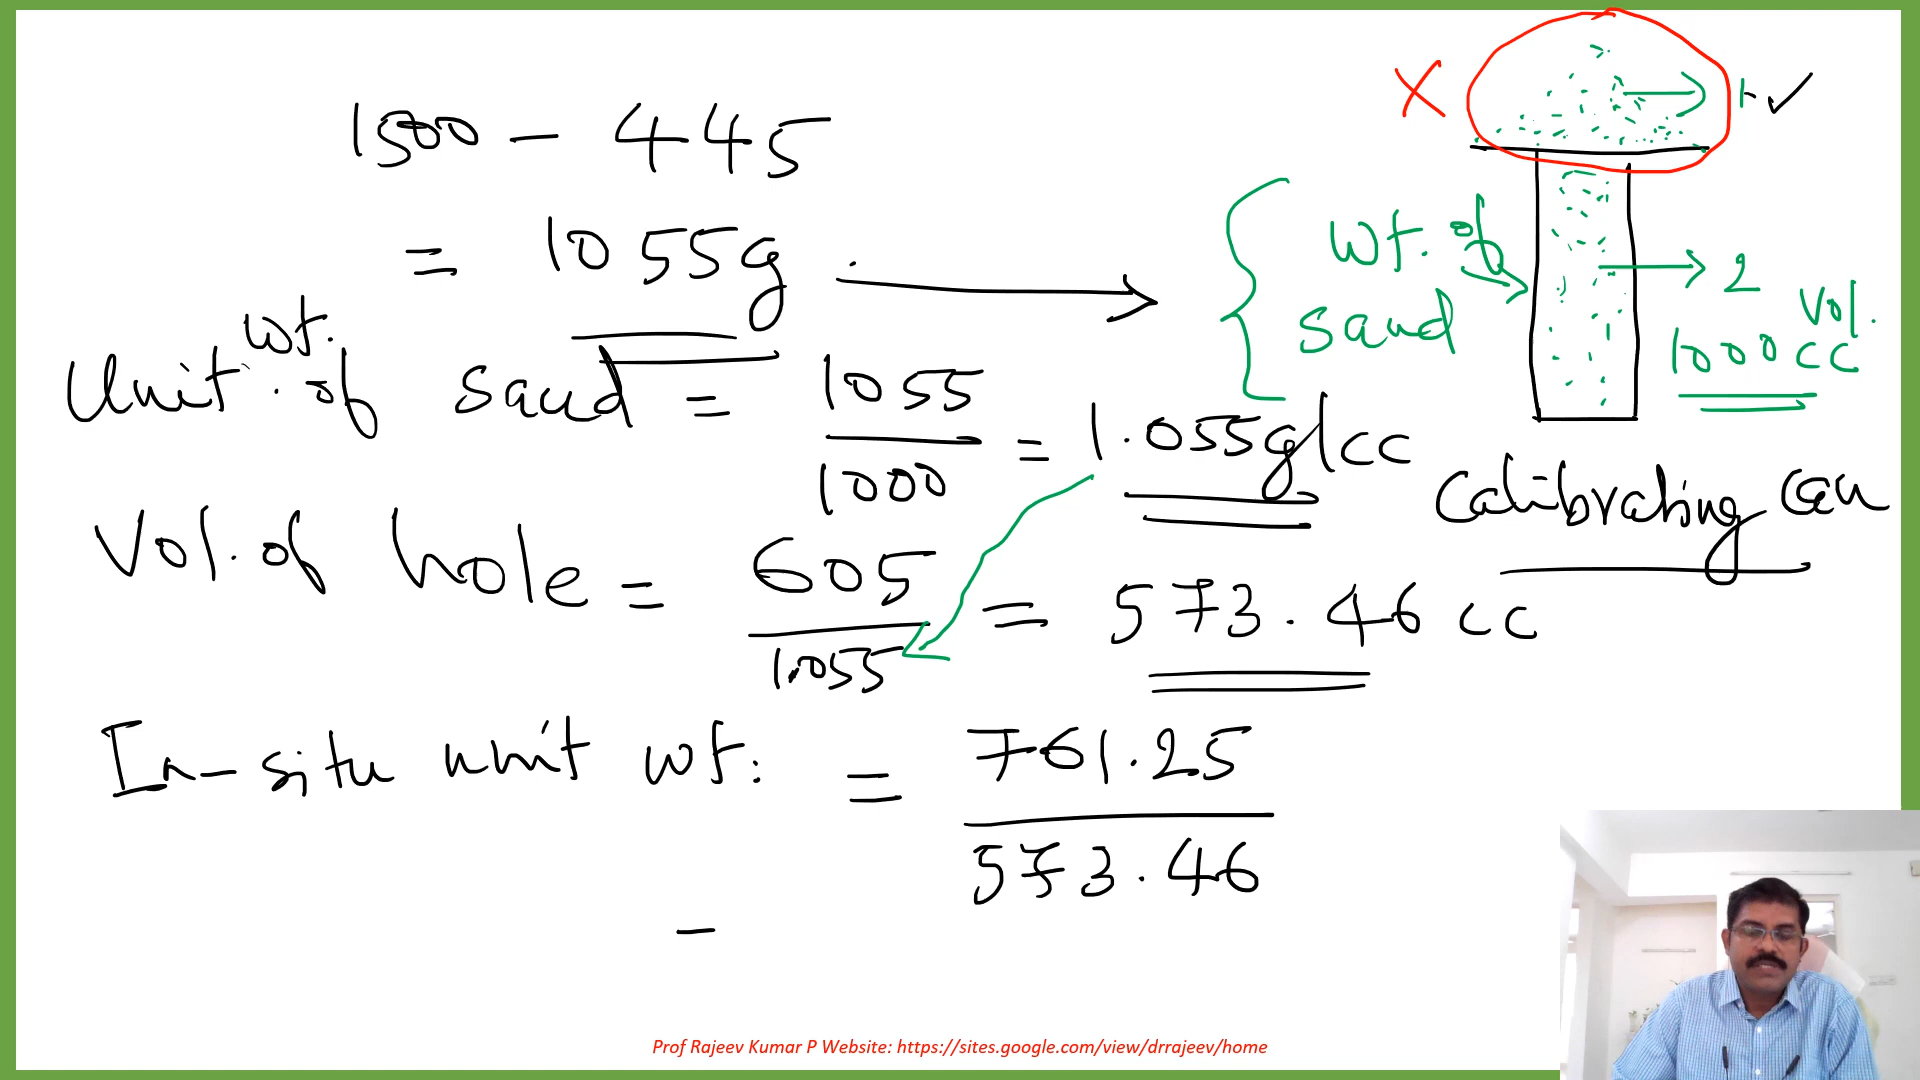 1500 - 445
= 1055g
Unit wt. of sand = 1055 / 1000 = 1.055g/cc
Vol. of hole = 605 / 1.055 = 573.46 cc
In-situ unit wt. = 761.25 / 573.46
-
X
1 ✓
wt. of
sand
2
Vol.
1000 cc
Calibrating can
Prof Rajeev Kumar P Website: https://sites.google.com/view/drrajeev/home